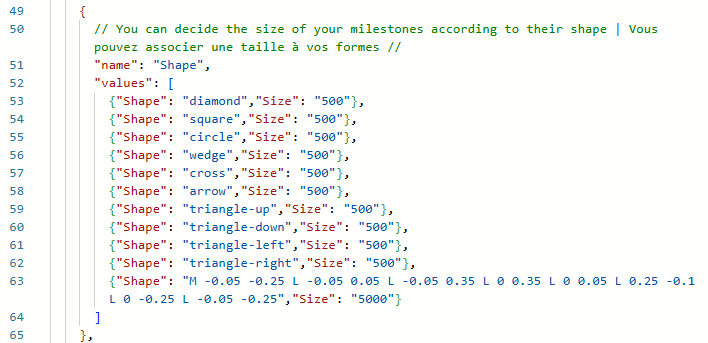 49 {
50 // You can decide the size of your milestones according to their shape | Vous
pouvez associer une taille à vos formes //
51 "name": "Shape",
52 "values": [
53 {"Shape": "diamond","Size": "500"},
54 {"Shape": "square","Size": "500"},
55 {"Shape": "circle","Size": "500"},
56 {"Shape": "wedge","Size": "500"},
57 {"Shape": "cross","Size": "500"},
58 {"Shape": "arrow","Size": "500"},
59 {"Shape": "triangle-up","Size": "500"},
60 {"Shape": "triangle-down","Size": "500"},
61 {"Shape": "triangle-left","Size": "500"},
62 {"Shape": "triangle-right","Size": "500"},
63 {"Shape": "M -0.05 -0.25 L -0.05 0.05 L -0.05 0.35 L 0 0.35 L 0 0.05 L 0.25 -0.1
L 0 -0.25 L -0.05 -0.25","Size": "5000"}
64 ]
65 },